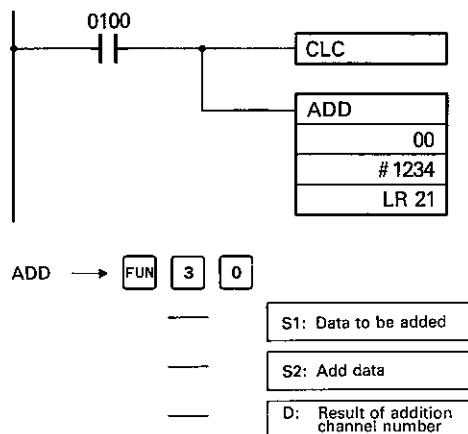 0100
CLC
ADD
00
#1234
LR 21
ADD → FUN 3 0
S1: Data to be added
S2: Add data
D: Result of addition
channel number